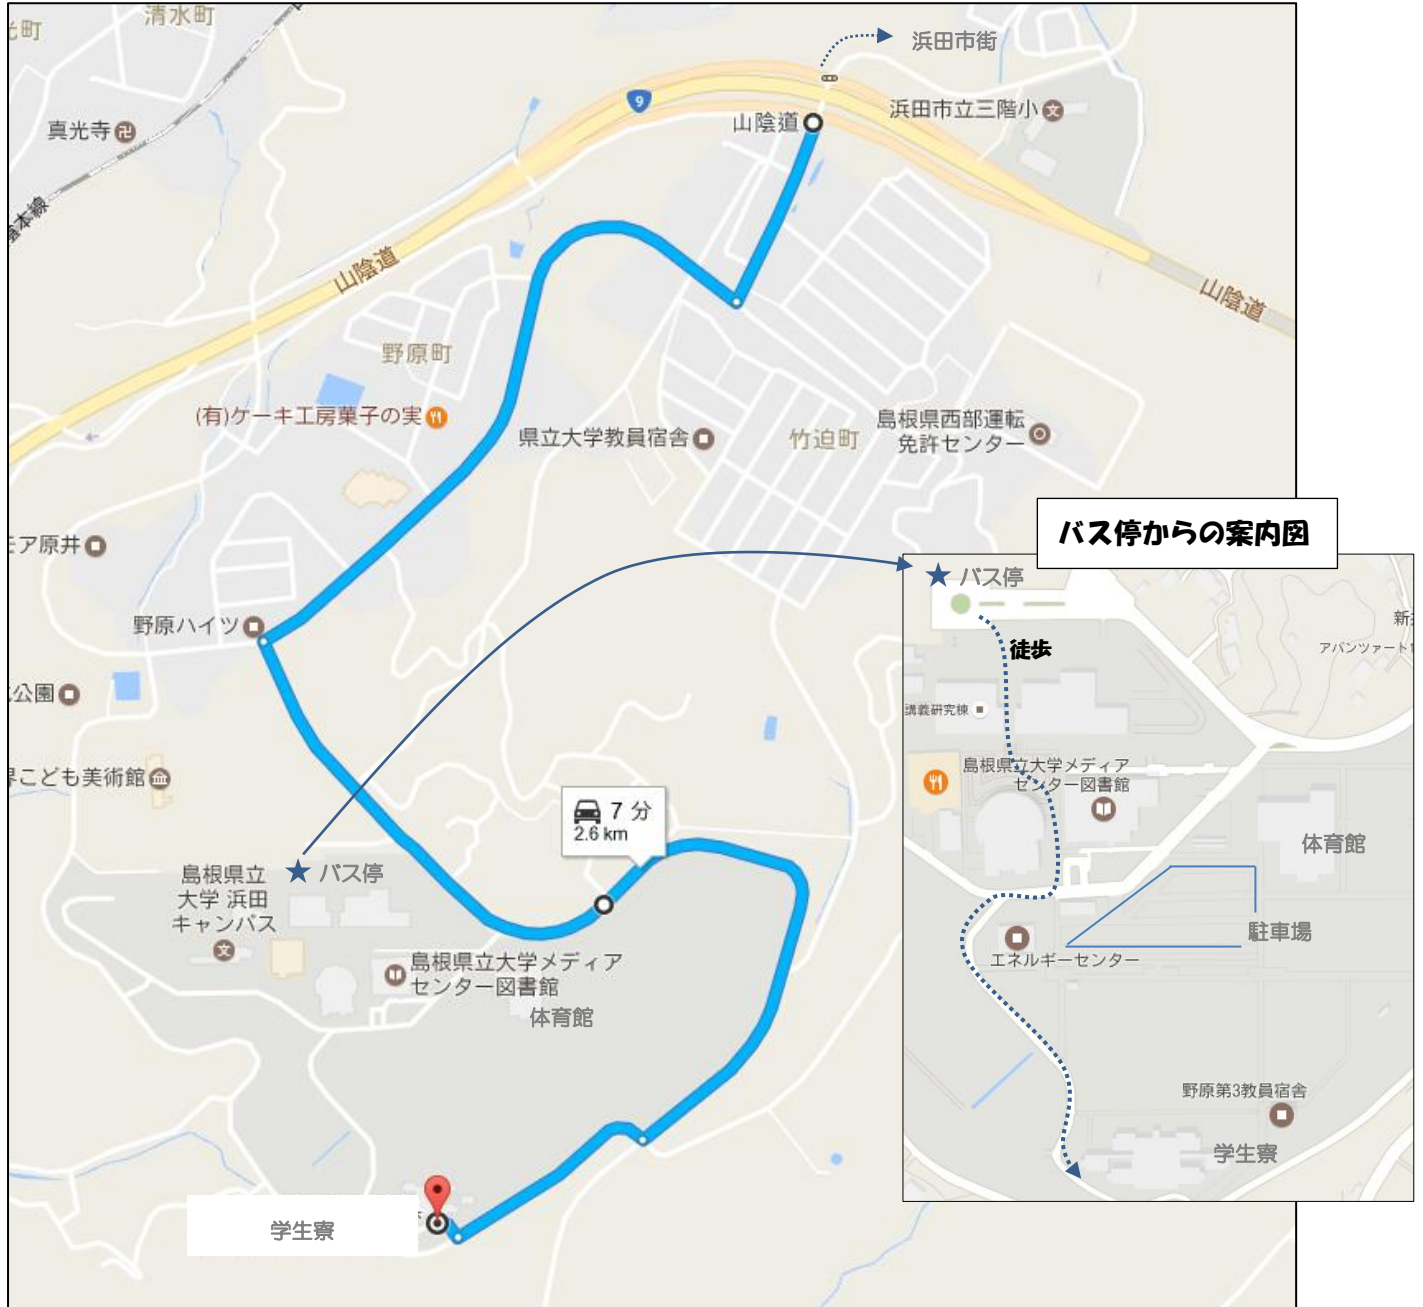 清水町
浜田市街
9
浜田市立三階小
真光寺
山陰道
山陰道
山陰道
野原町
(有)ケーキ工房菓子の実
県立大学教員宿舎
竹迫町
島根県西部運転
免許センター
モア原井
野原ハイツ
公園
こども美術館
7 分
2.6 km
島根県立
大学 浜田
キャンパス
バス停
島根県立大学メディア
センター図書館
体育館
学生寮
バス停からの案内図
バス停
徒歩
アバンツァート
講義研究棟
島根県立大学メディア
センター図書館
体育館
駐車場
エネルギーセンター
野原第3教員宿舎
学生寮